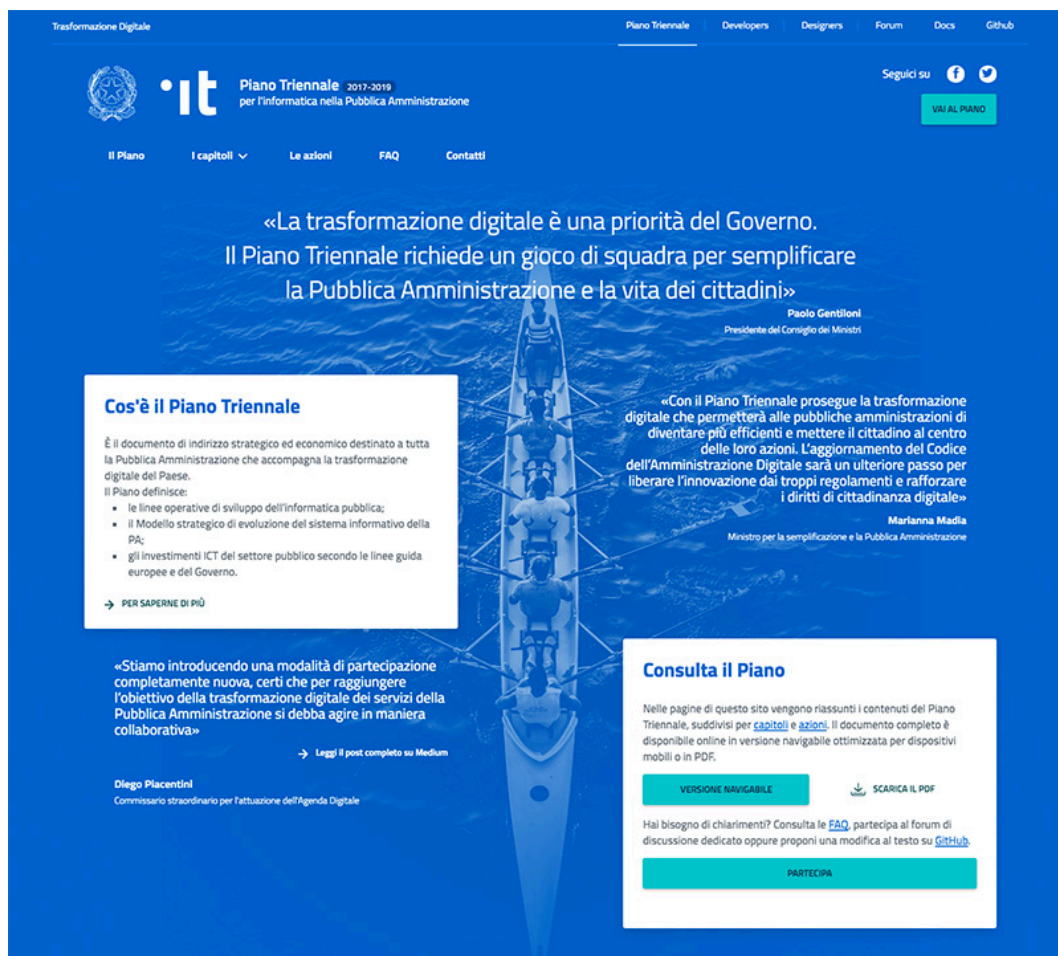 Trasformazione Digitale
Piano Triennale
Developers
Designers
Forum
Docs
Github
·it
Piano Triennale 2017-2019
per l'informatica nella Pubblica Amministrazione
Seguici su
VAI AL PIANO
Il Piano
I capitoli
Le azioni
FAQ
Contatti
«La trasformazione digitale è una priorità del Governo.
Il Piano Triennale richiede un gioco di squadra per semplificare
la Pubblica Amministrazione e la vita dei cittadini»
Paolo Gentiloni
Presidente del Consiglio dei Ministri
Cos'è il Piano Triennale
È il documento di indirizzo strategico ed economico destinato a tutta
la Pubblica Amministrazione che accompagna la trasformazione
digitale del Paese.
Il Piano definisce:
▪ le linee operative di sviluppo dell'informatica pubblica;
▪ il Modello strategico di evoluzione del sistema informativo della
PA;
▪ gli investimenti ICT del settore pubblico secondo le linee guida
europee e del Governo.
→ PER SAPERNE DI PIÙ
«Con il Piano Triennale prosegue la trasformazione
digitale che permetterà alle pubbliche amministrazioni di
diventare più efficienti e mettere il cittadino al centro
delle loro azioni. L'aggiornamento del Codice
dell'Amministrazione Digitale sarà un ulteriore passo per
liberare l'innovazione dai troppi regolamenti e rafforzare
i diritti di cittadinanza digitale»
Marianna Madia
Ministro per la semplificazione e la Pubblica Amministrazione
«Stiamo introducendo una modalità di partecipazione
completamente nuova, certi che per raggiungere
l'obiettivo della trasformazione digitale dei servizi della
Pubblica Amministrazione si debba agire in maniera
collaborativa»
→ Leggi il post completo su Medium
Diego Piacentini
Commissario straordinario per l'attuazione dell'Agenda Digitale
Consulta il Piano
Nelle pagine di questo sito vengono riassunti i contenuti del Piano
Triennale, suddivisi per capitoli e azioni. Il documento completo è
disponibile online in versione navigabile ottimizzata per dispositivi
mobili o in PDF.
VERSIONE NAVIGABILE
SCARICA IL PDF
Hai bisogno di chiarimenti? Consulta le FAQ, partecipa al forum di
discussione dedicato oppure proponi una modifica al testo su GitHub.
PARTECIPA